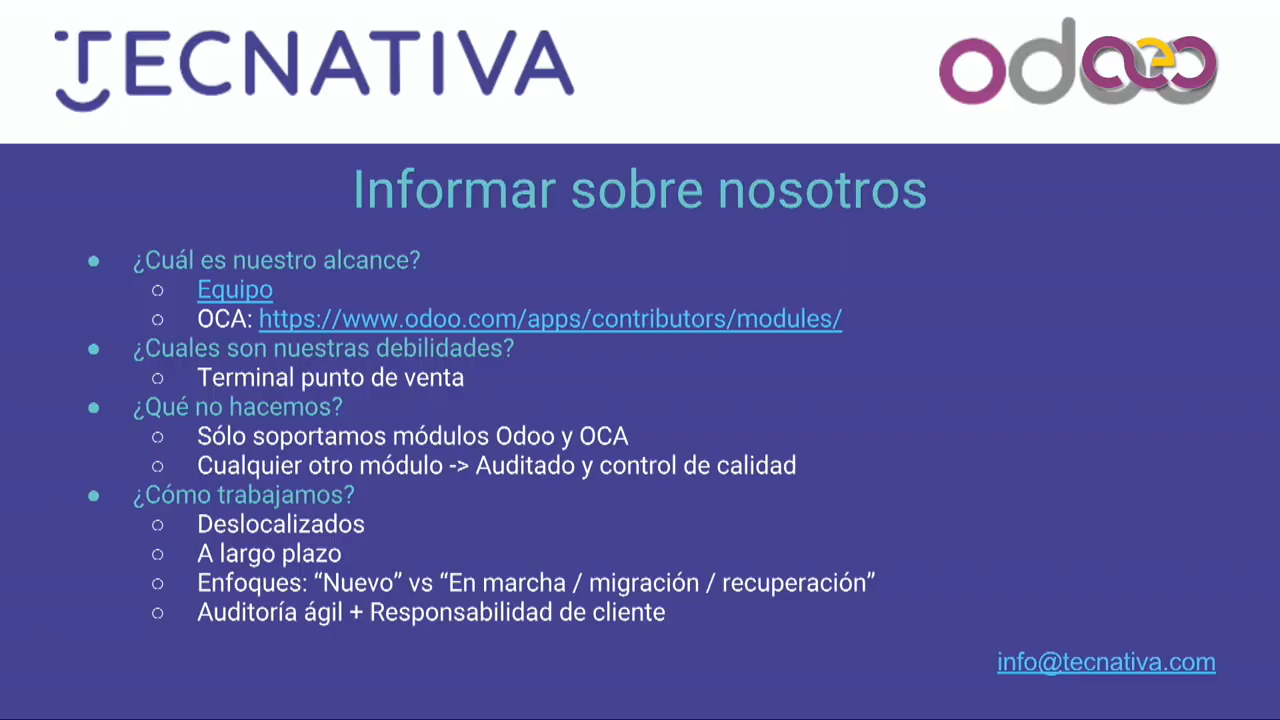 TECNATIVA
odoo
aeo
Informar sobre nosotros
● ¿Cuál es nuestro alcance?
○ Equipo
○ OCA: https://www.odoo.com/apps/contributors/modules/
● ¿Cuales son nuestras debilidades?
○ Terminal punto de venta
● ¿Qué no hacemos?
○ Sólo soportamos módulos Odoo y OCA
○ Cualquier otro módulo -> Auditado y control de calidad
● ¿Cómo trabajamos?
○ Deslocalizados
○ A largo plazo
○ Enfoques: “Nuevo” vs “En marcha / migración / recuperación”
○ Auditoría ágil + Responsabilidad de cliente
info@tecnativa.com